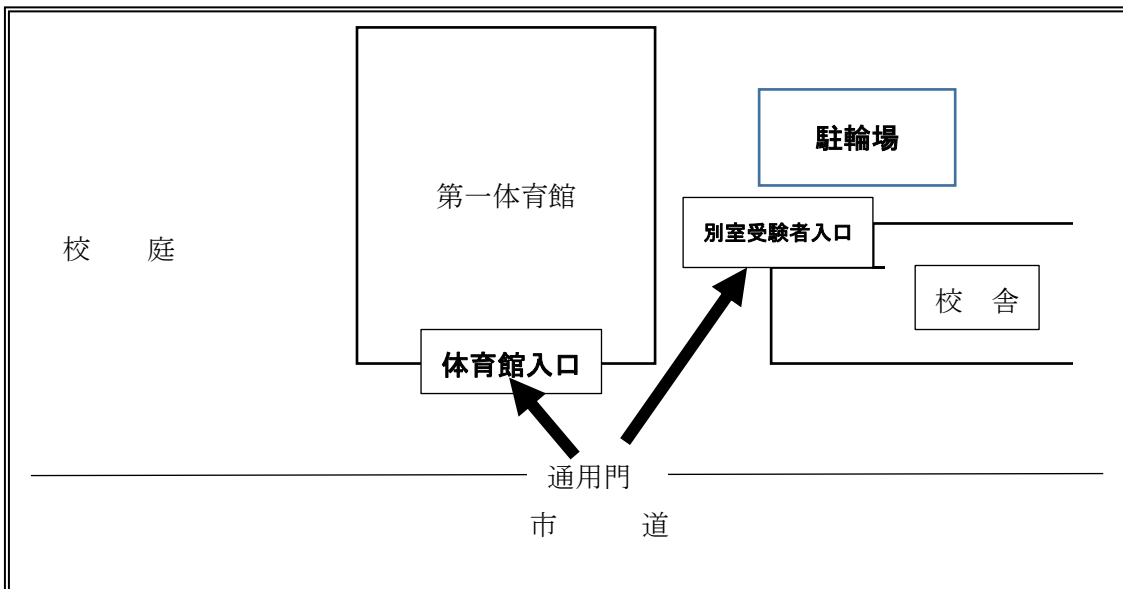 駐輪場
第一体育館
別室受験者入口
校　庭
校　舎
体育館入口
通用門
市　道